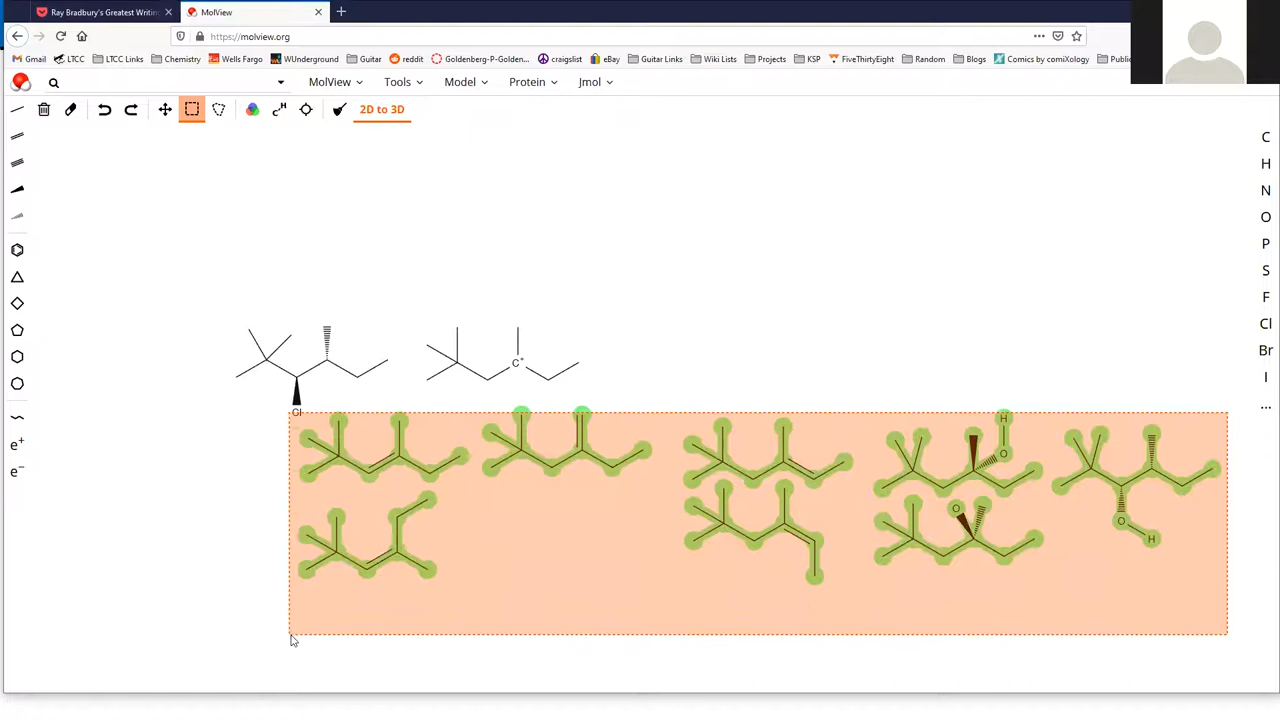 Ray Bradbury's Greatest Writin
MolView
https://molview.org
Gmail LTCC LTCC Links Chemistry Wells Fargo WUnderground Guitar reddit Goldenberg-P-Golden... craigslist eBay Guitar Links Wiki Lists Projects KSP FiveThirtyEight Random Blogs Comics by comiXology Public
MolView Tools Model Protein Jmol
C H 2D to 3D
C
H
N
O
P
S
F
Cl
Br
I
...
e+
e−
C+
Cl
H
O
O
O
H